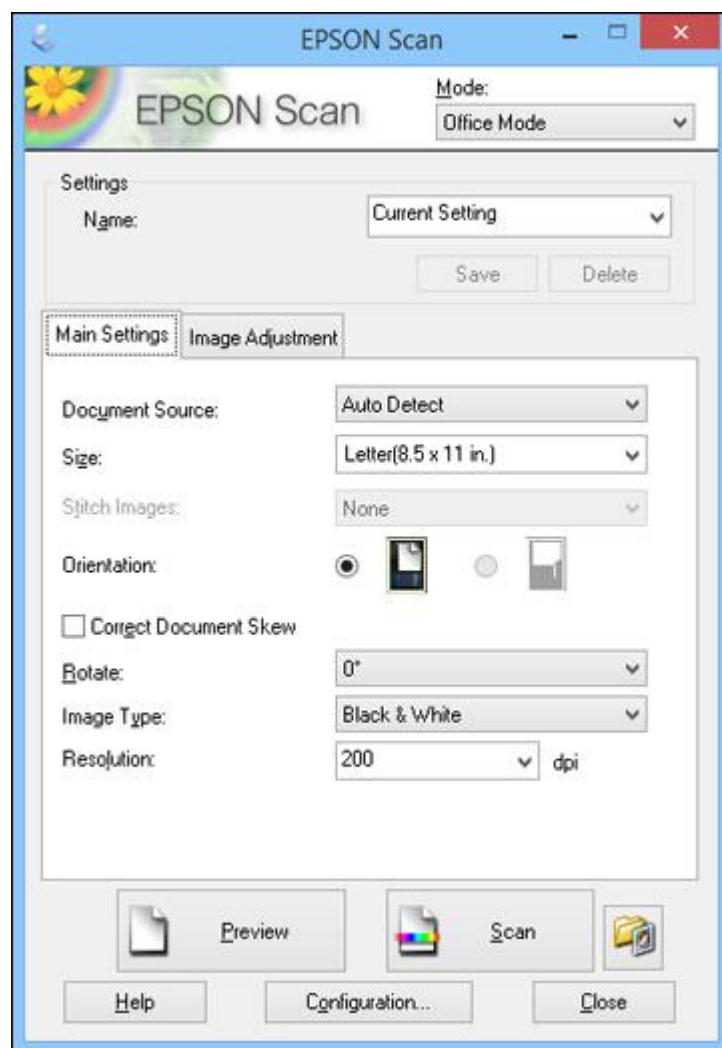 EPSON Scan
EPSON Scan
Mode:
Office Mode
Settings
Name:
Current Setting
Save
Delete
Main Settings
Image Adjustment
Document Source:
Auto Detect
Size:
Letter(8.5 x 11 in.)
Stitch Images:
None
Orientation:
Correct Document Skew
Rotate:
0°
Image Type:
Black & White
Resolution:
200
dpi
Preview
Scan
Help
Configuration...
Close